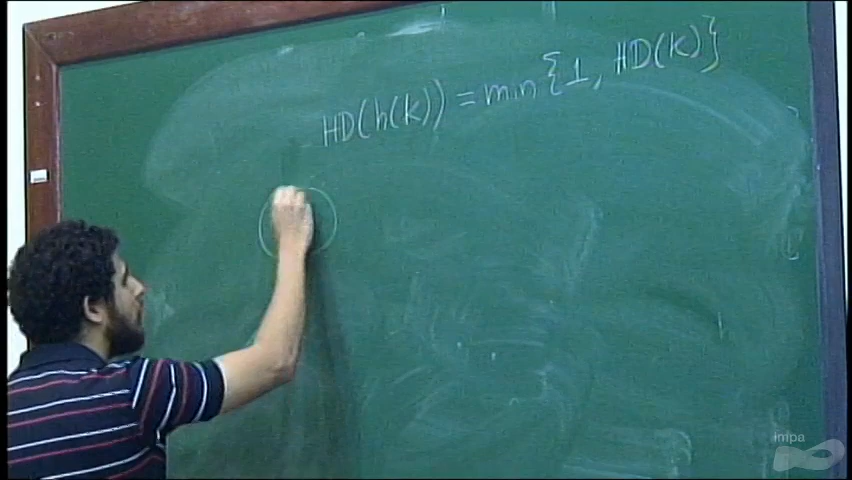 HD(h(K)) = min{1, HD(K)}
impa